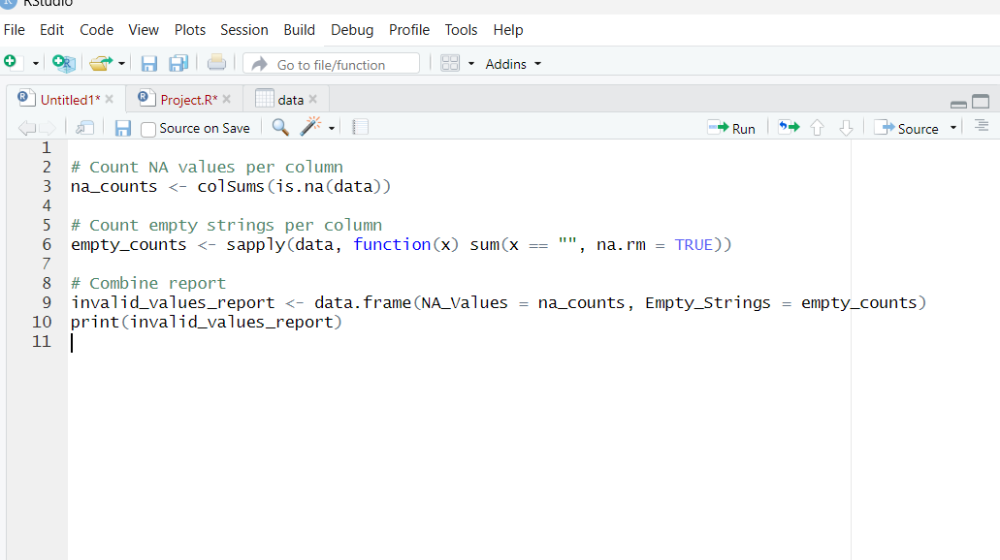 RStudio
File Edit Code View Plots Session Build Debug Profile Tools Help
Go to file/function Addins
Untitled1* Project.R* data
Source on Save Run Source
1
2 # Count NA values per column
3 na_counts <- colSums(is.na(data))
4
5 # Count empty strings per column
6 empty_counts <- sapply(data, function(x) sum(x == "", na.rm = TRUE))
7
8 # Combine report
9 invalid_values_report <- data.frame(NA_Values = na_counts, Empty_Strings = empty_counts)
10 print(invalid_values_report)
11